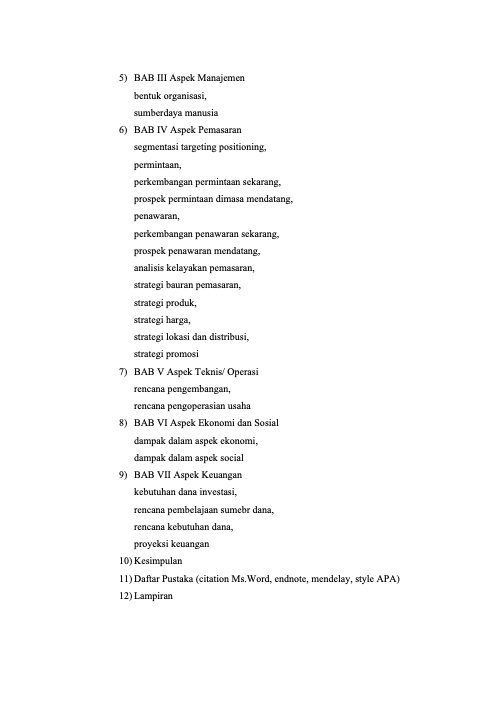 5) BAB III Aspek Manajemen
bentuk organisasi,
sumberdaya manusia
6) BAB IV Aspek Pemasaran
segmentasi targeting positioning,
permintaan,
perkembangan permintaan sekarang,
prospek permintaan dimasa mendatang,
penawaran,
perkembangan penawaran sekarang,
prospek penawaran mendatang,
analisis kelayakan pemasaran,
strategi bauran pemasaran,
strategi produk,
strategi harga,
strategi lokasi dan distribusi,
strategi promosi
7) BAB V Aspek Teknis/ Operasi
rencana pengembangan,
rencana pengoperasian usaha
8) BAB VI Aspek Ekonomi dan Sosial
dampak dalam aspek ekonomi,
dampak dalam aspek social
9) BAB VII Aspek Keuangan
kebutuhan dana investasi,
rencana pembelajaan sumebr dana,
rencana kebutuhan dana,
proyeksi keuangan
10) Kesimpulan
11) Daftar Pustaka (citation Ms.Word, endnote, mendelay, style APA)
12) Lampiran